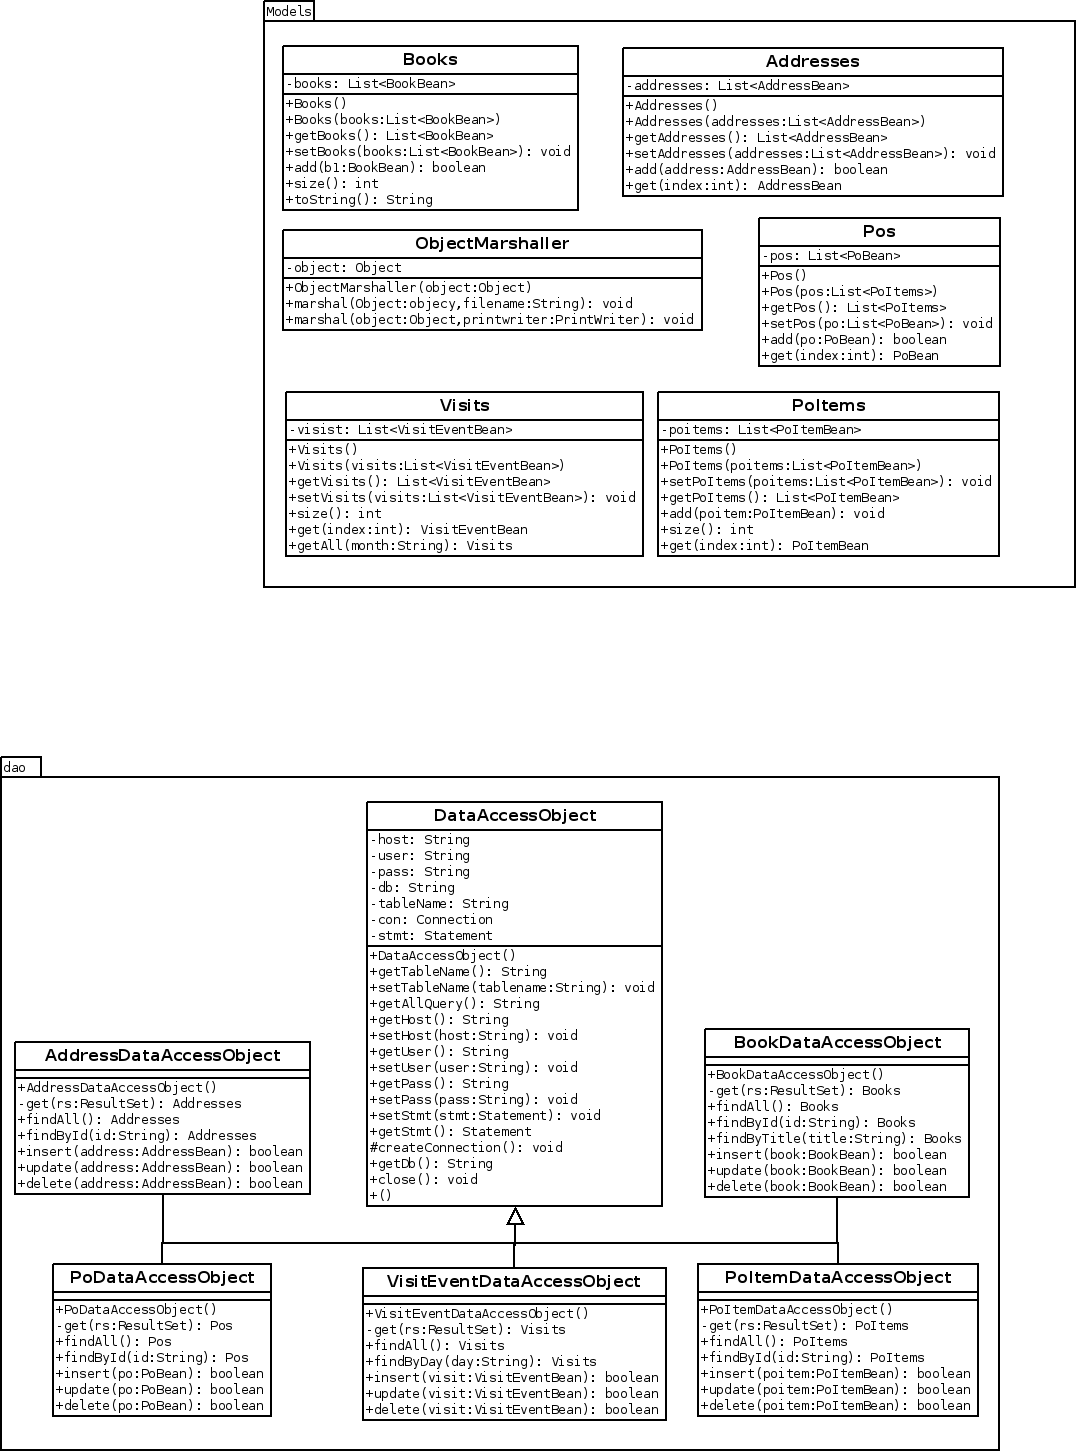 Models
Books
-books: List<BookBean>
+Books()
+Books(books:List<BookBean>)
+getBooks(): List<BookBean>
+setBooks(books:List<BookBean>): void
+add(b1:BookBean): boolean
+size(): int
+toString(): String
Addresses
-addresses: List<AddressBean>
+Addresses()
+Addresses(addresses:List<AddressBean>)
+getAddresses(): List<AddressBean>
+setAddresses(addresses:List<AddressBean>): void
+add(address:AddressBean): boolean
+get(index:int): AddressBean
ObjectMarshaller
-object: Object
+ObjectMarshaller(object:Object)
+marshal(Object:objecy,filename:String): void
+marshal(object:Object,printwriter:PrintWriter): void
Pos
-pos: List<PoBean>
+Pos()
+Pos(pos:List<PoItems>)
+getPos(): List<PoItems>
+setPos(po:List<PoBean>): void
+add(po:PoBean): boolean
+get(index:int): PoBean
Visits
-visist: List<VisitEventBean>
+Visits()
+Visits(visits:List<VisitEventBean>)
+getVisits(): List<VisitEventBean>
+setVisits(visits:List<VisitEventBean>): void
+size(): int
+get(index:int): VisitEventBean
+getAll(month:String): Visits
PoItems
-poitems: List<PoItemBean>
+PoItems()
+PoItems(poitems:List<PoItemBean>)
+setPoItems(poitems:List<PoItemBean>): void
+getPoItems(): List<PoItemBean>
+add(poitem:PoItemBean): void
+size(): int
+get(index:int): PoItemBean
dao
DataAccessObject
-host: String
-user: String
-pass: String
-db: String
-tableName: String
-con: Connection
-stmt: Statement
+DataAccessObject()
+getTableName(): String
+setTableName(tablename:String): void
+getAllQuery(): String
+getHost(): String
+setHost(host:String): void
+getUser(): String
+setUser(user:String): void
+getPass(): String
+setPass(pass:String): void
+setStmt(stmt:Statement): void
+getStmt(): Statement
#createConnection(): void
+getDb(): String
+close(): void
+()
AddressDataAccessObject
+AddressDataAccessObject()
-get(rs:ResultSet): Addresses
+findAll(): Addresses
+findById(id:String): Addresses
+insert(address:AddressBean): boolean
+update(address:AddressBean): boolean
+delete(address:AddressBean): boolean
BookDataAccessObject
+BookDataAccessObject()
-get(rs:ResultSet): Books
+findAll(): Books
+findById(id:String): Books
+findByTitle(title:String): Books
+insert(book:BookBean): boolean
+update(book:BookBean): boolean
+delete(book:BookBean): boolean
PoDataAccessObject
+PoDataAccessObject()
-get(rs:ResultSet): Pos
+findAll(): Pos
+findById(id:String): Pos
+insert(po:PoBean): boolean
+update(po:PoBean): boolean
+delete(po:PoBean): boolean
VisitEventDataAccessObject
+VisitEventDataAccessObject()
-get(rs:ResultSet): Visits
+findAll(): Visits
+findByDay(day:String): Visits
+insert(visit:VisitEventBean): boolean
+update(visit:VisitEventBean): boolean
+delete(visit:VisitEventBean): boolean
PoItemDataAccessObject
+PoItemDataAccessObject()
-get(rs:ResultSet): PoItems
+findAll(): PoItems
+findById(id:String): PoItems
+insert(poitem:PoItemBean): boolean
+update(poitem:PoItemBean): boolean
+delete(poitem:PoItemBean): boolean